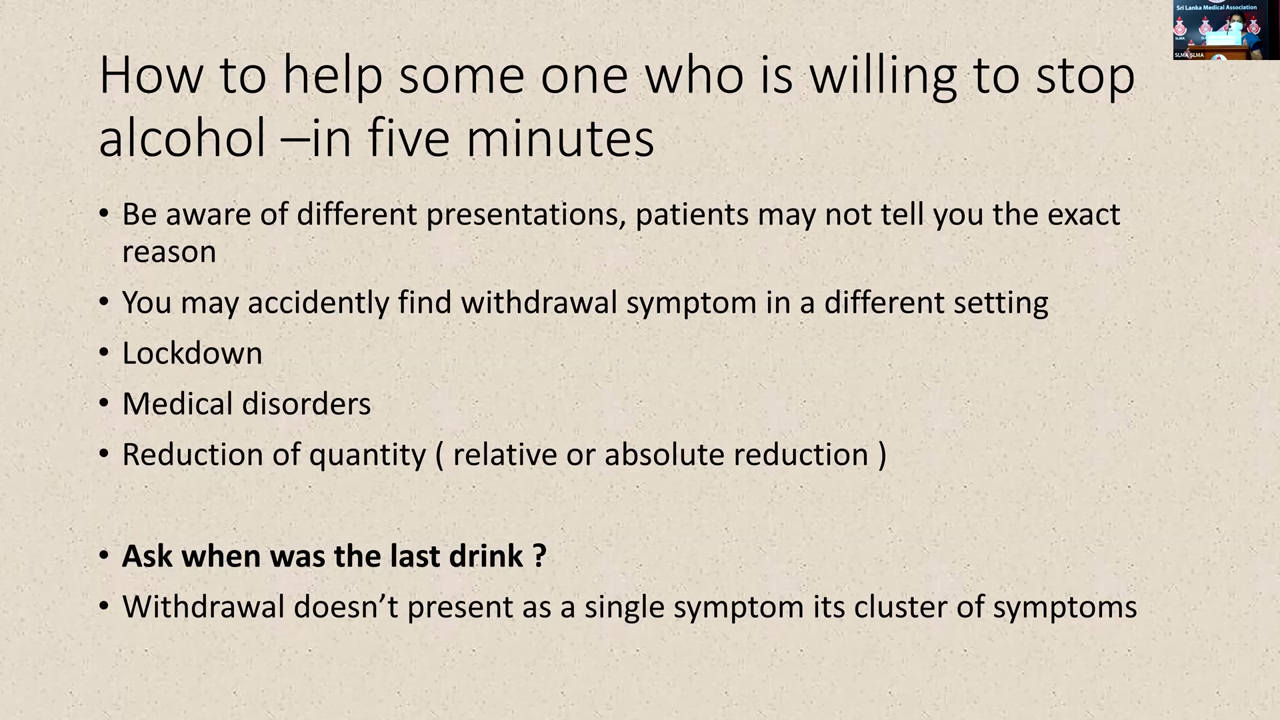 Sri Lanka Medical Association
SLMA SLMA
How to help some one who is willing to stop
alcohol –in five minutes
• Be aware of different presentations, patients may not tell you the exact
reason
• You may accidently find withdrawal symptom in a different setting
• Lockdown
• Medical disorders
• Reduction of quantity ( relative or absolute reduction )
• Ask when was the last drink ?
• Withdrawal doesn’t present as a single symptom its cluster of symptoms